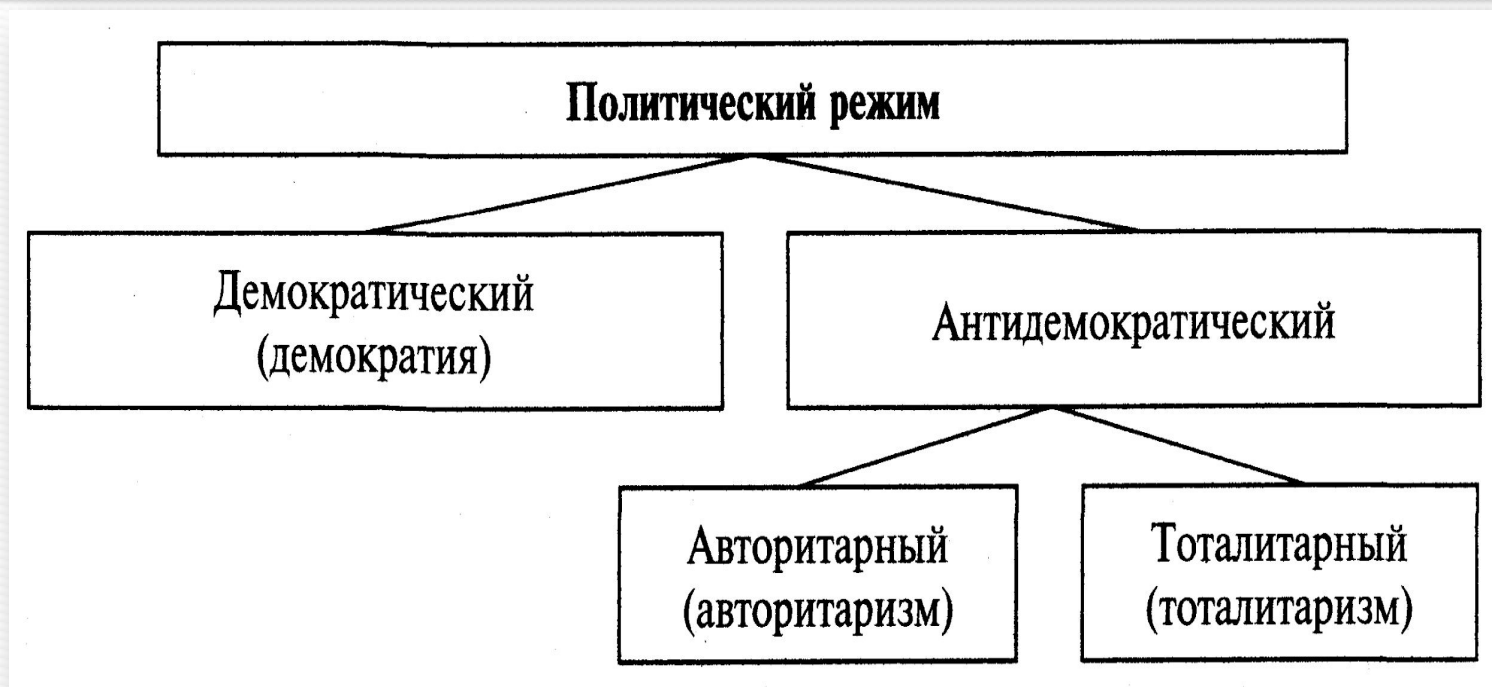 Политический режим
Демократический
(демократия)
Антидемократический
Авторитарный
(авторитаризм)
Тоталитарный
(тоталитаризм)